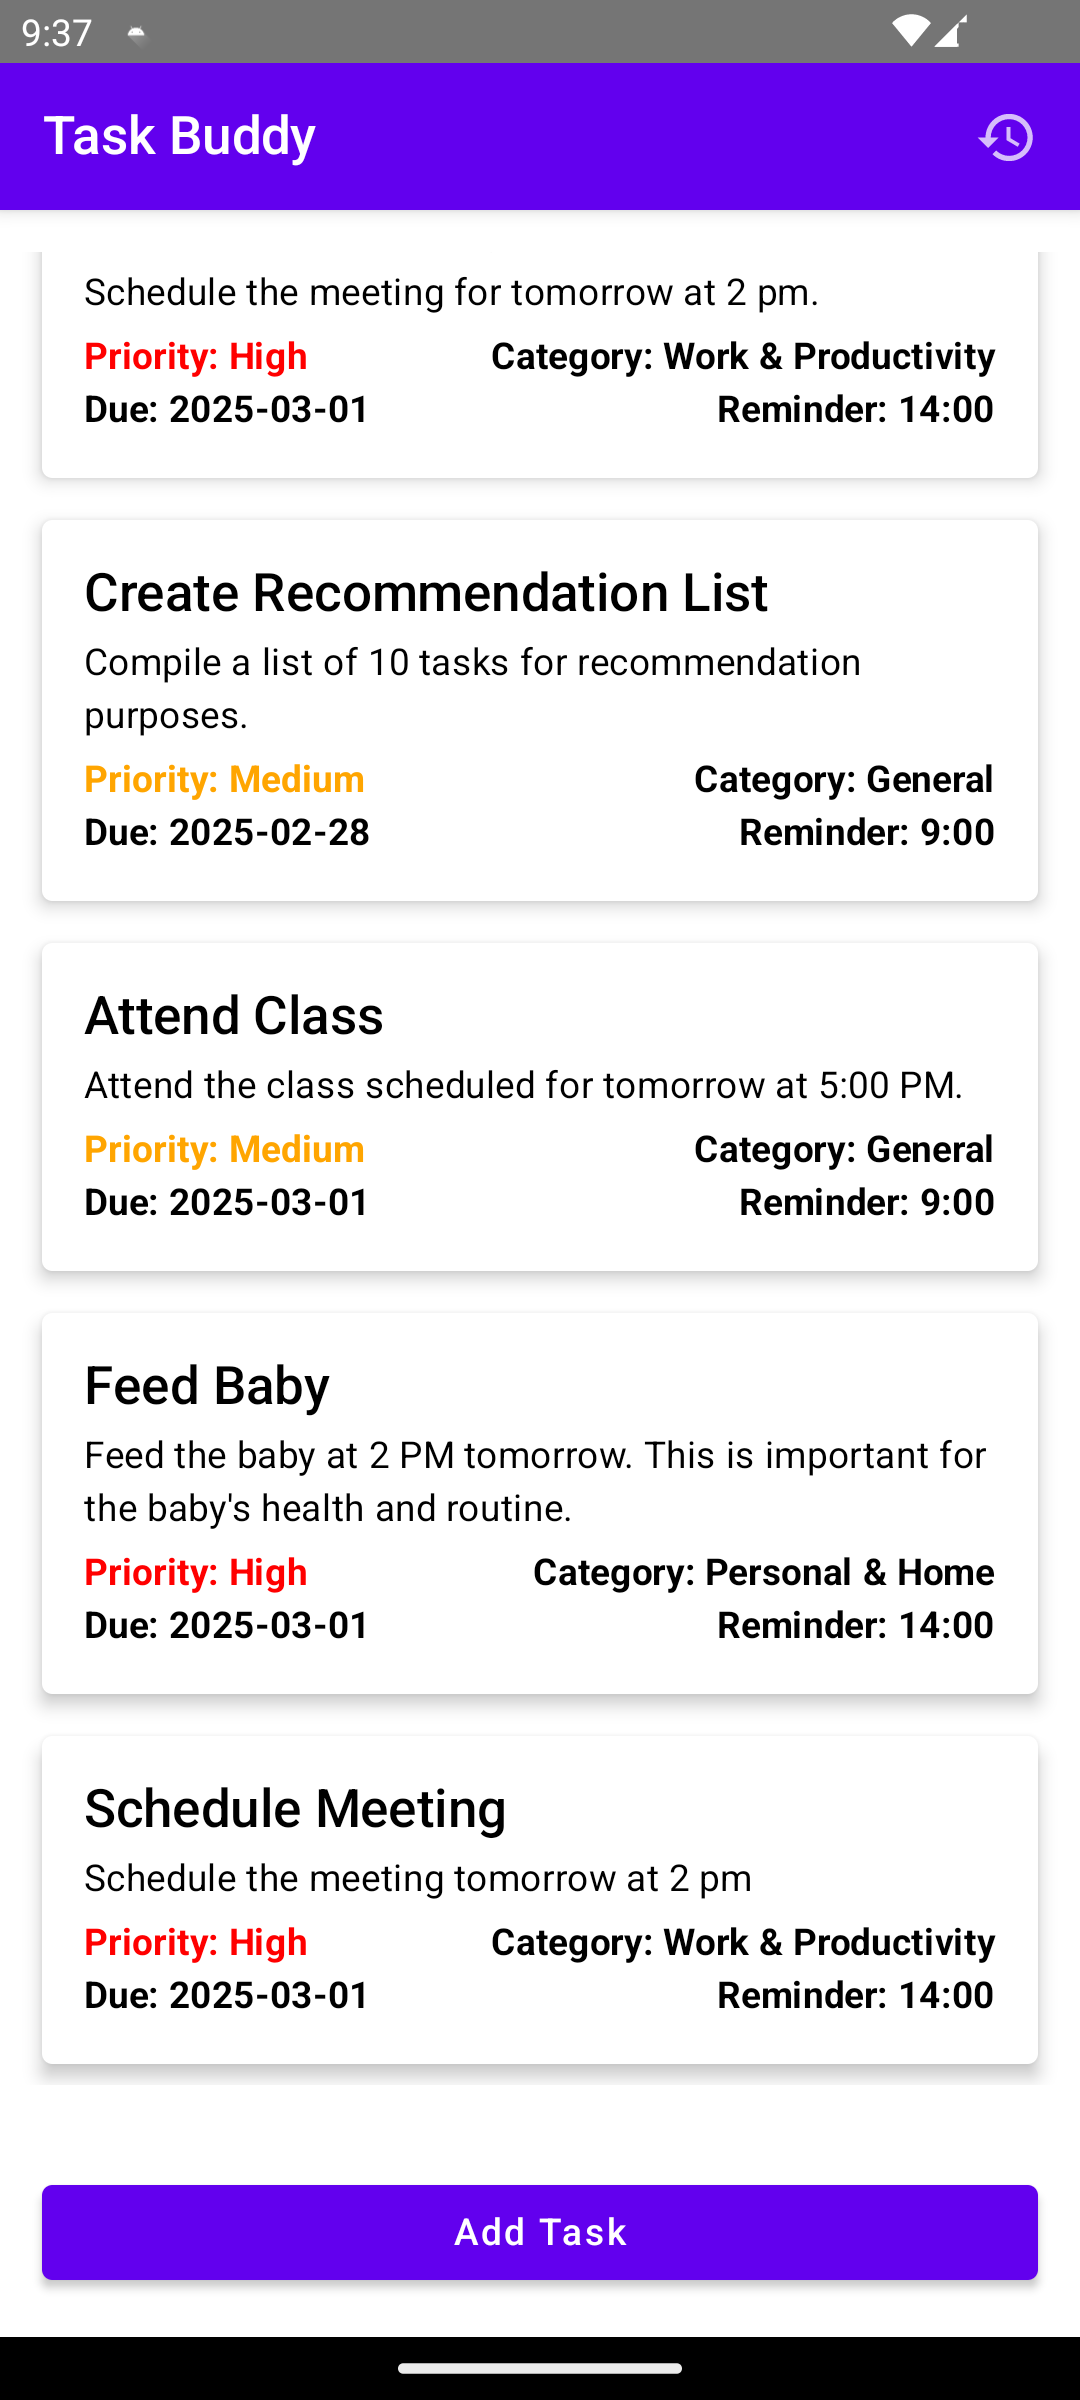 9:37
Task Buddy
Schedule the meeting for tomorrow at 2 pm.
Priority: High Category: Work & Productivity
Due: 2025-03-01 Reminder: 14:00
Create Recommendation List
Compile a list of 10 tasks for recommendation
purposes.
Priority: Medium Category: General
Due: 2025-02-28 Reminder: 9:00
Attend Class
Attend the class scheduled for tomorrow at 5:00 PM.
Priority: Medium Category: General
Due: 2025-03-01 Reminder: 9:00
Feed Baby
Feed the baby at 2 PM tomorrow. This is important for
the baby's health and routine.
Priority: High Category: Personal & Home
Due: 2025-03-01 Reminder: 14:00
Schedule Meeting
Schedule the meeting tomorrow at 2 pm
Priority: High Category: Work & Productivity
Due: 2025-03-01 Reminder: 14:00
Add Task